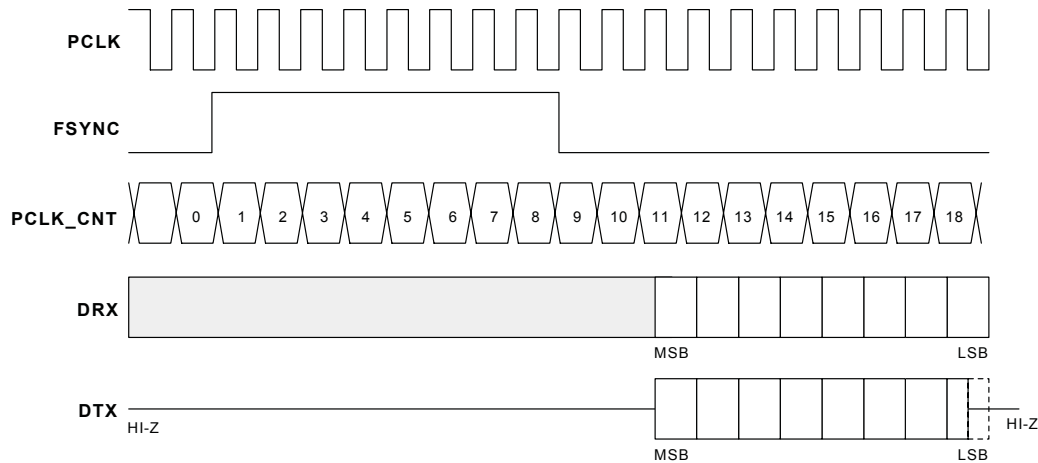 PCLK
FSYNC
PCLK_CNT 0 1 2 3 4 5 6 7 8 9 10 11 12 13 14 15 16 17 18
DRX
MSB LSB
DTX
HI-Z HI-Z
MSB LSB